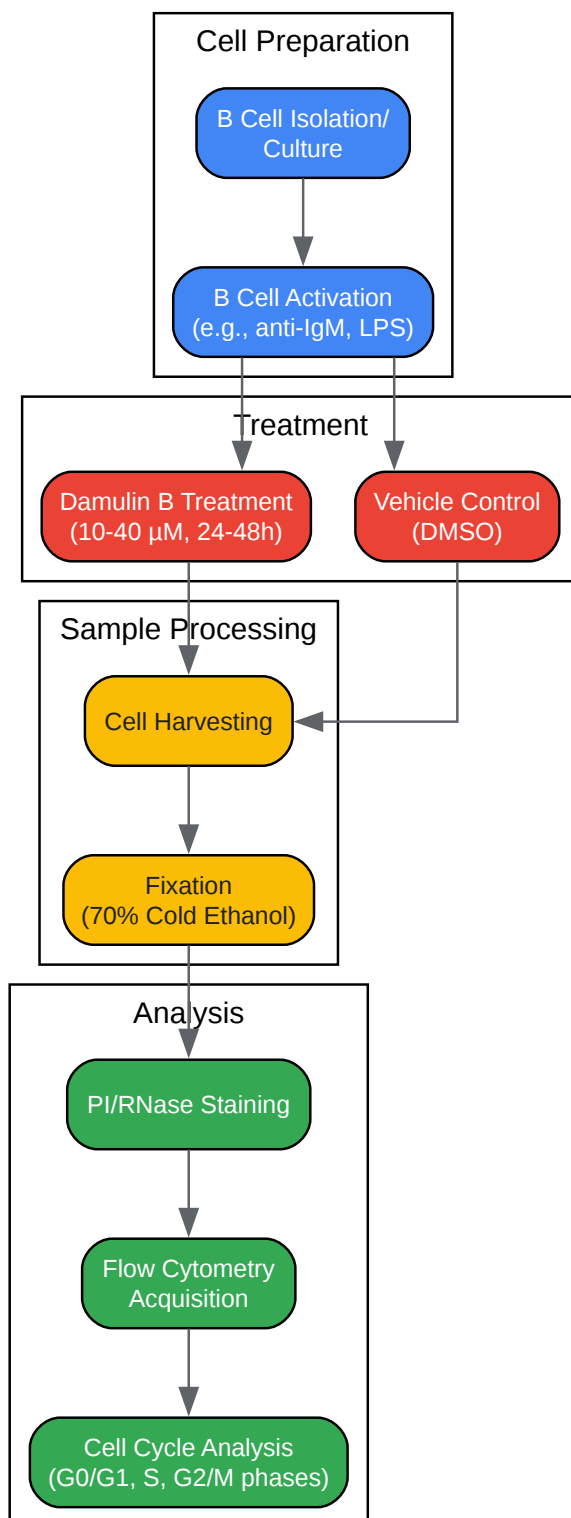 Cell Preparation
B Cell Isolation/
Culture
B Cell Activation
(e.g., anti-IgM, LPS)
Treatment
Damulin B Treatment
(10-40 µM, 24-48h)
Vehicle Control
(DMSO)
Sample Processing
Cell Harvesting
Fixation
(70% Cold Ethanol)
Analysis
PI/RNase Staining
Flow Cytometry
Acquisition
Cell Cycle Analysis
(G0/G1, S, G2/M phases)